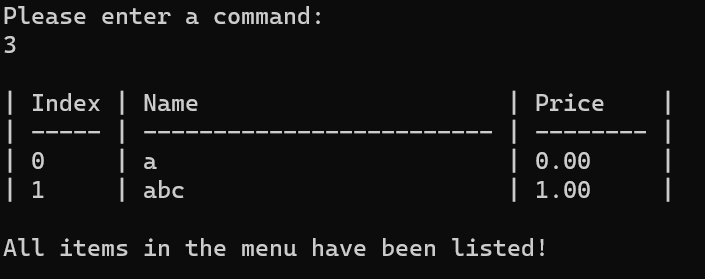 Please enter a command:
3
| Index | Name                      | Price    |
| ----- | ------------------------- | -------- |
| 0     | a                         | 0.00     |
| 1     | abc                       | 1.00     |
All items in the menu have been listed!